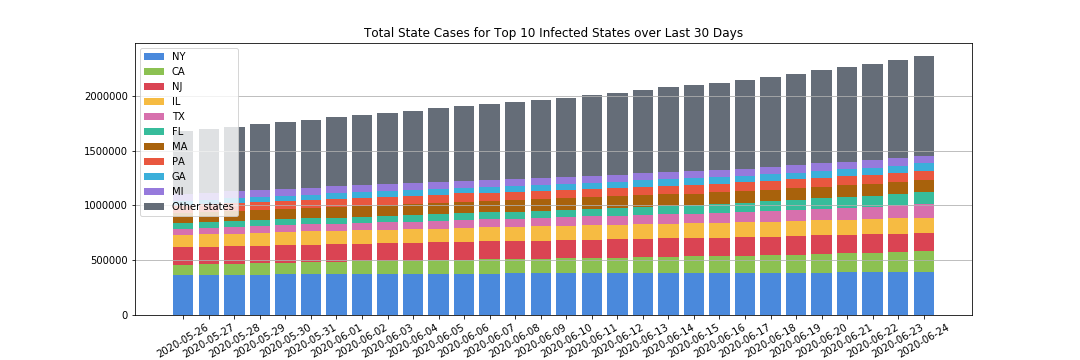 Total State Cases for Top 10 Infected States over Last 30 Days
NY
CA
NJ
IL
TX
FL
MA
PA
GA
MI
Other states
2000000
1500000
1000000
500000
0
2020-05-26
2020-05-27
2020-05-28
2020-05-29
2020-05-30
2020-05-31
2020-06-01
2020-06-02
2020-06-03
2020-06-04
2020-06-05
2020-06-06
2020-06-07
2020-06-08
2020-06-09
2020-06-10
2020-06-11
2020-06-12
2020-06-13
2020-06-14
2020-06-15
2020-06-16
2020-06-17
2020-06-18
2020-06-19
2020-06-20
2020-06-21
2020-06-22
2020-06-23
2020-06-24